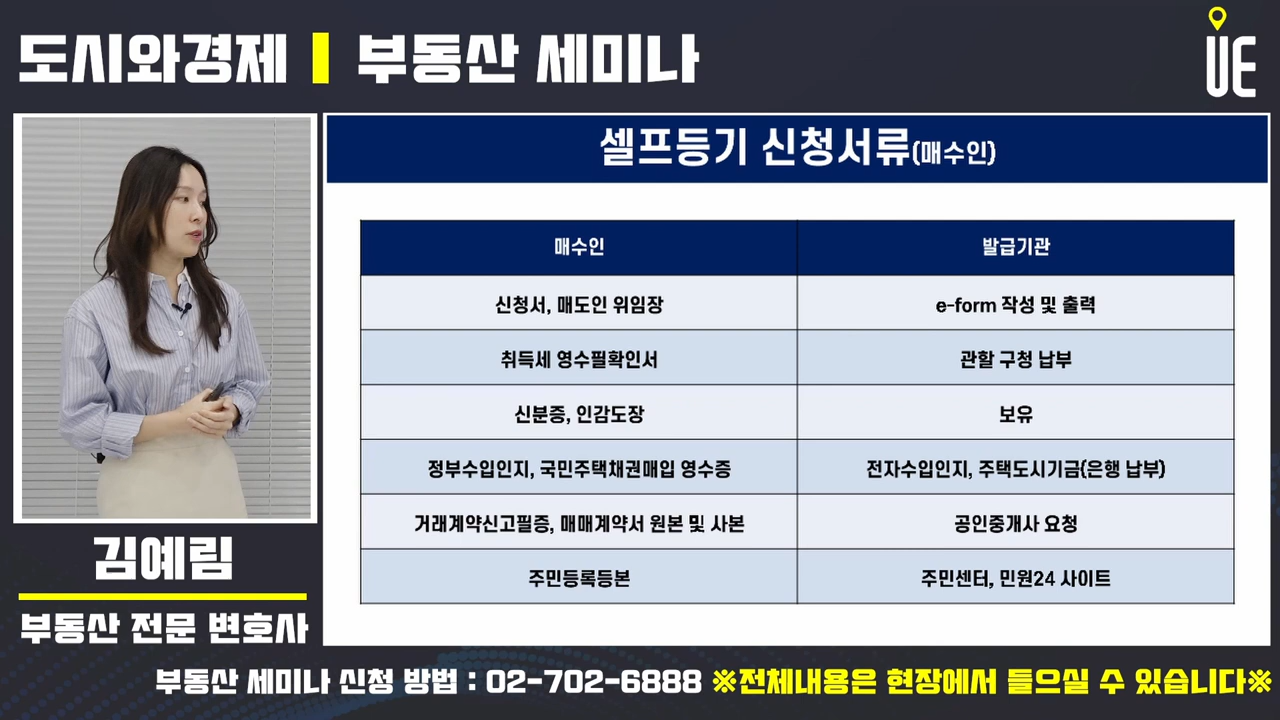 도시와경제 부동산 세미나
UE
셀프등기 신청서류(매수인)
매수인 발급기관
신청서, 매도인 위임장 e-form 작성 및 출력
취득세 영수필확인서 관할 구청 납부
신분증, 인감도장 보유
정부수입인지, 국민주택채권매입 영수증 전자수입인지, 주택도시기금(은행 납부)
거래계약신고필증, 매매계약서 원본 및 사본 공인중개사 요청
주민등록등본 주민센터, 민원24 사이트
김예림
부동산 전문 변호사
부동산 세미나 신청 방법 : 02-702-6888 ※전체내용은 현장에서 들으실 수 있습니다※